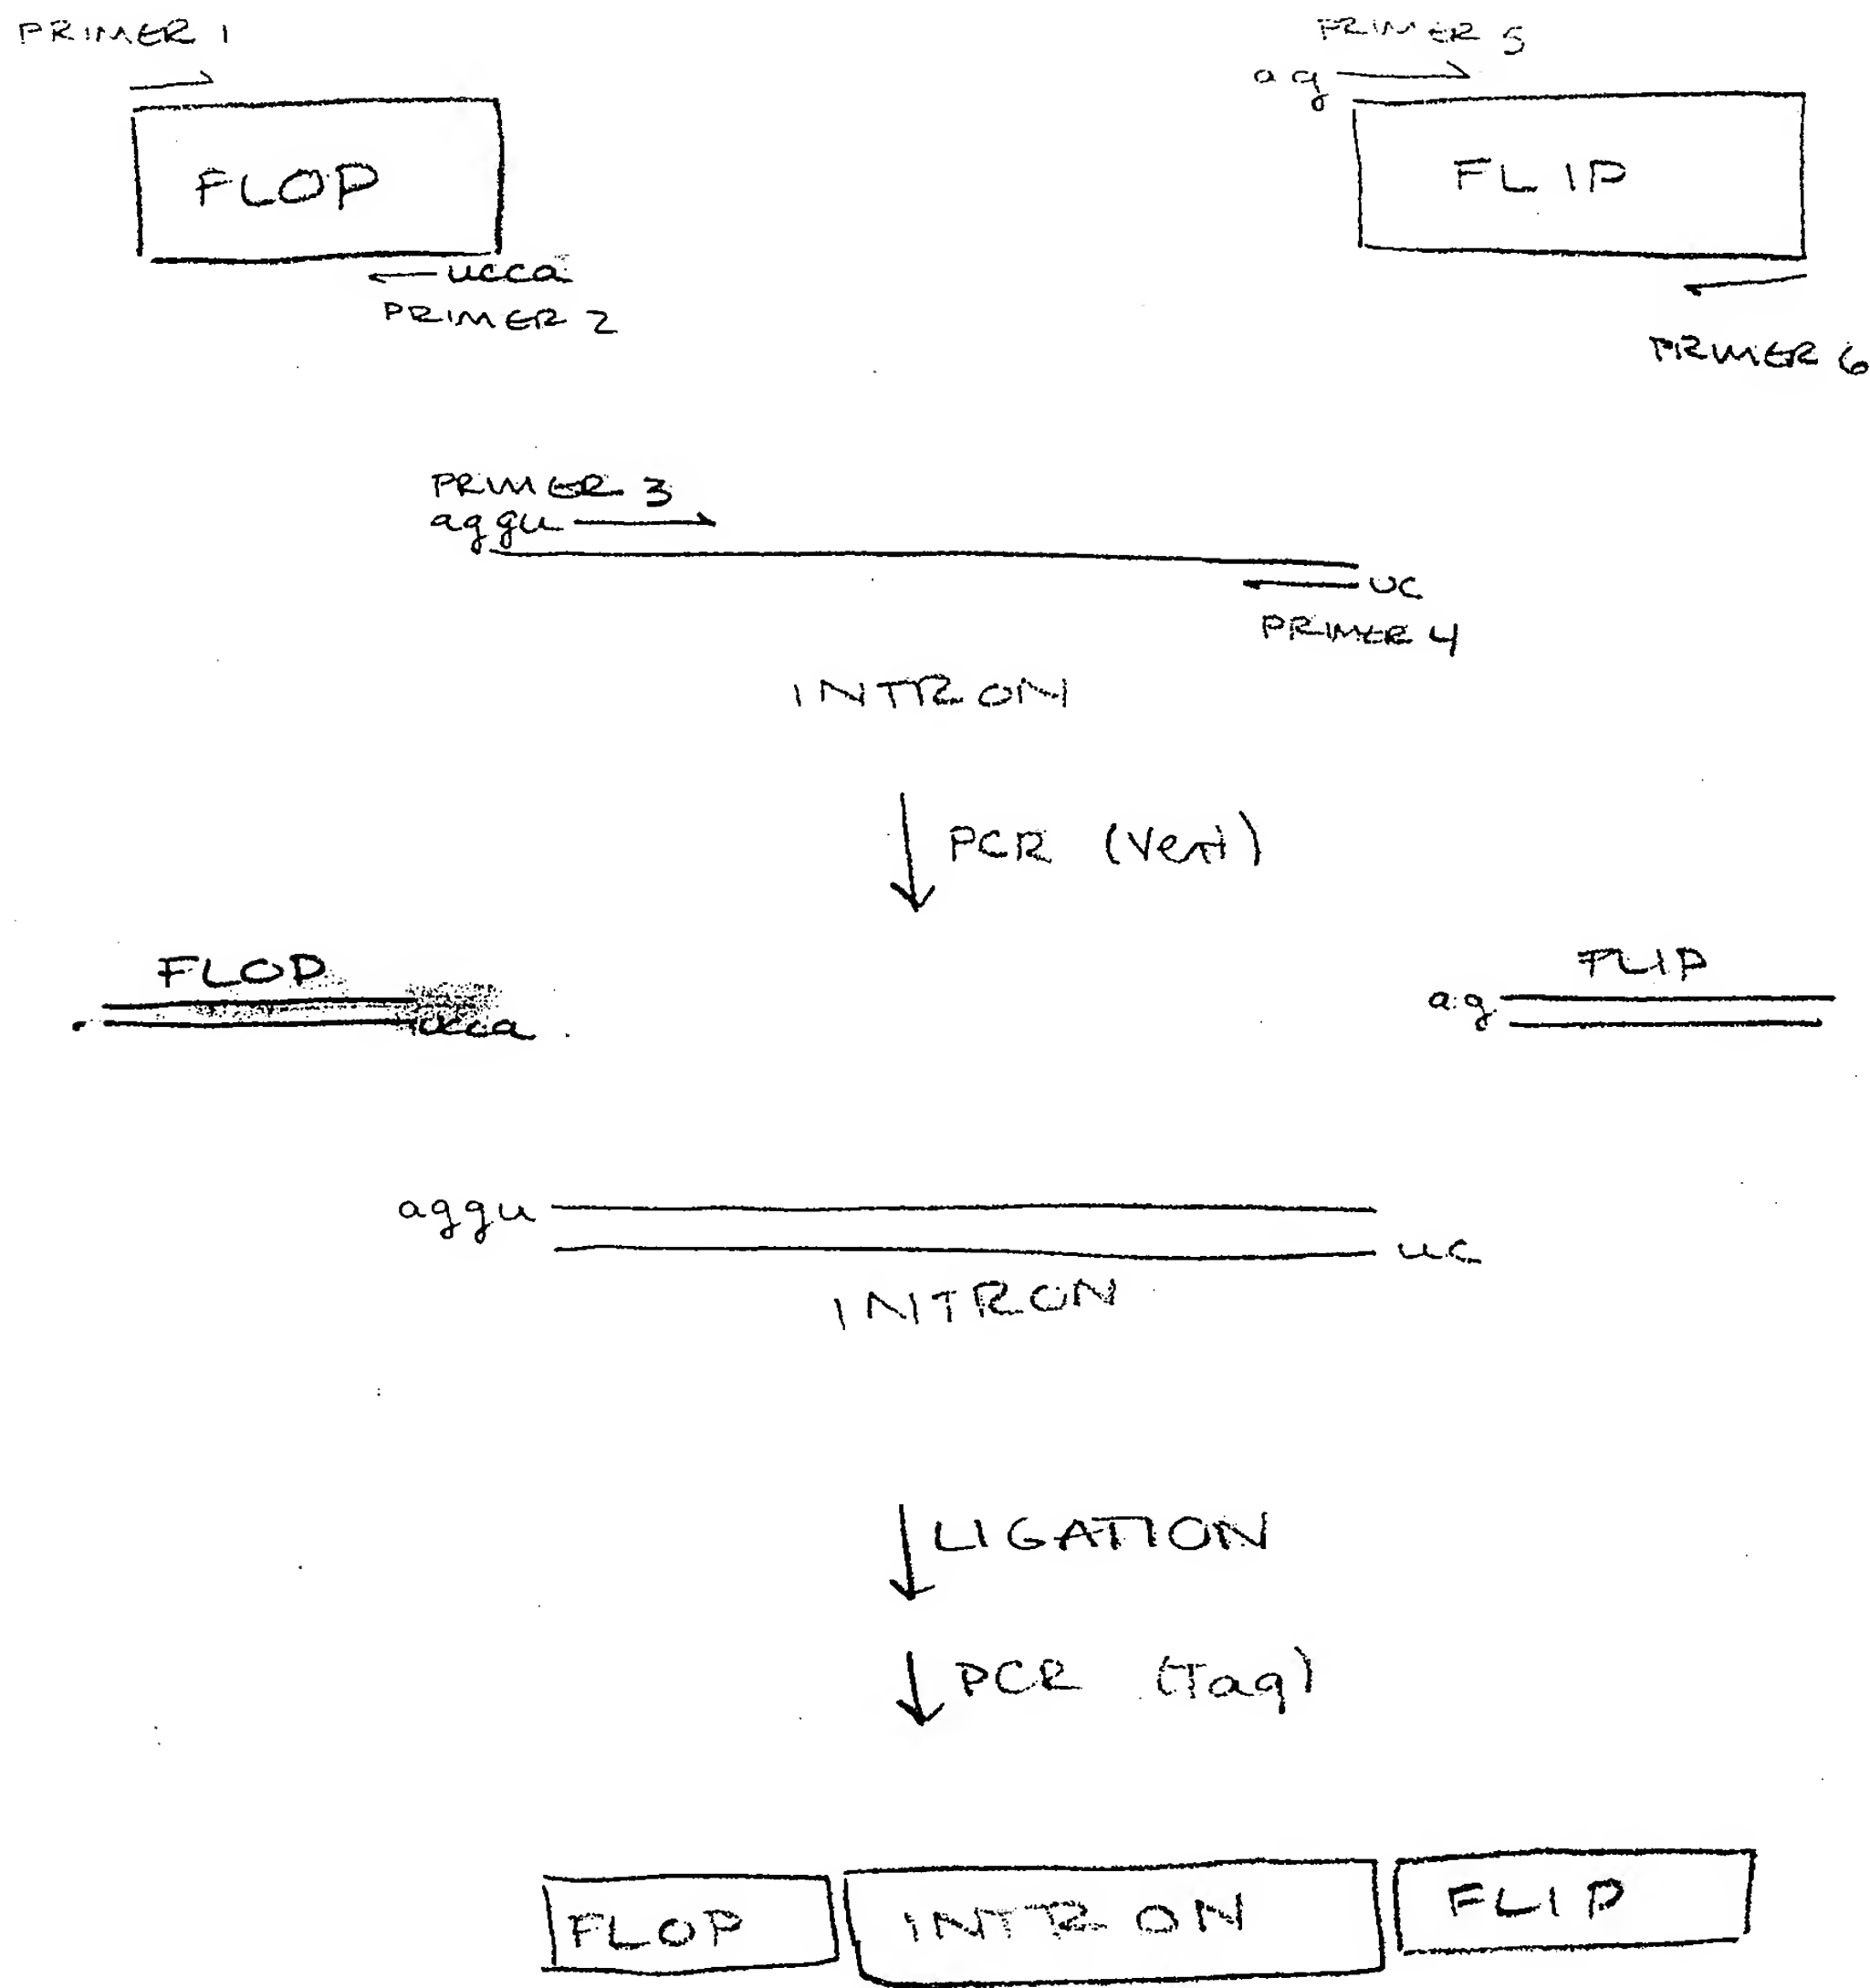 PRIMER 1
PRIMER 5
ag
FLOP
FLIP
ucca
PRIMER 2
PRIMER 6
PRIMER 3
aggu
uc
PRIMER 4
INTRON
PCR (Vent)
FLOP
FLIP
ucca
ag
aggu
uc
INTRON
LIGATION
PCR (Taq)
FLOP
INTRON
FLIP